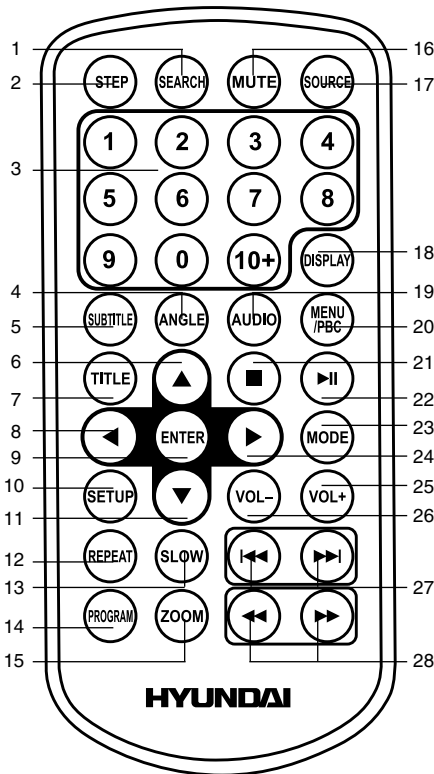 1 16
2 STEP SEARCH MUTE SOURCE 17
1 2 3 4
3
5 6 7 8
9 0 10+ DISPLAY 18
4 19
5 SUBTITLE ANGLE AUDIO MENU /PBC 20
6 21
TITLE
7 22
8 23
9 ENTER MODE 24
10 SETUP VOL– VOL+ 25
11 26
12 REPEAT SLOW
13 27
14 PROGRAM ZOOM
15 28
HYUNDAI